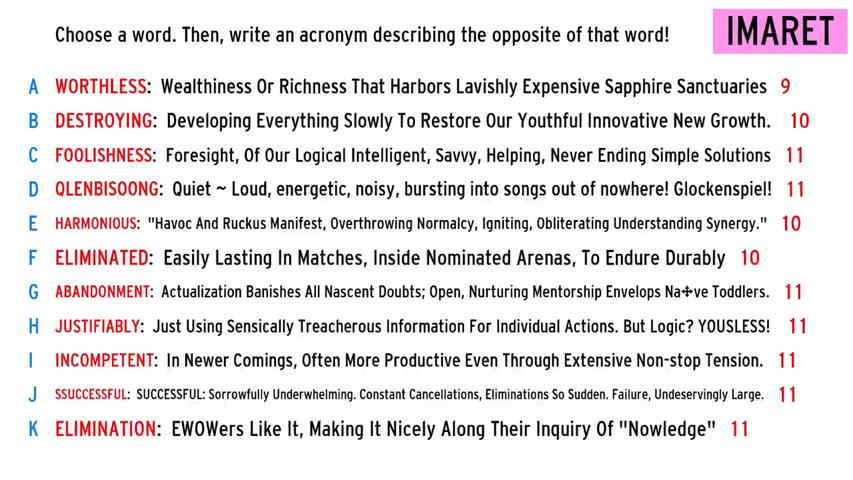 Choose a word. Then, write an acronym describing the opposite of that word!
IMARET
A WORTHLESS: Wealthiness Or Richness That Harbors Lavishly Expensive Sapphire Sanctuaries 9
B DESTROYING: Developing Everything Slowly To Restore Our Youthful Innovative New Growth. 10
C FOOLISHNESS: Foresight, Of Our Logical Intelligent, Savvy, Helping, Never Ending Simple Solutions 11
D QLENBISOONG: Quiet ~ Loud, energetic, noisy, bursting into songs out of nowhere! Glockenspiel! 11
E HARMONIOUS: "Havoc And Ruckus Manifest, Overthrowing Normalcy, Igniting, Obliterating Understanding Synergy." 10
F ELIMINATED: Easily Lasting In Matches, Inside Nominated Arenas, To Endure Durably 10
G ABANDONMENT: Actualization Banishes All Nascent Doubts; Open, Nurturing Mentorship Envelops Na✢ve Toddlers. 11
H JUSTIFIABLY: Just Using Sensically Treacherous Information For Individual Actions. But Logic? YOUSLESS! 11
I INCOMPETENT: In Newer Comings, Often More Productive Even Through Extensive Non-stop Tension. 11
J SSUCCESSFUL: SUCCESSFUL: Sorrowfully Underwhelming. Constant Cancellations, Eliminations So Sudden. Failure, Undeservingly Large. 11
K ELIMINATION: EWOWers Like It, Making It Nicely Along Their Inquiry Of "Nowledge" 11